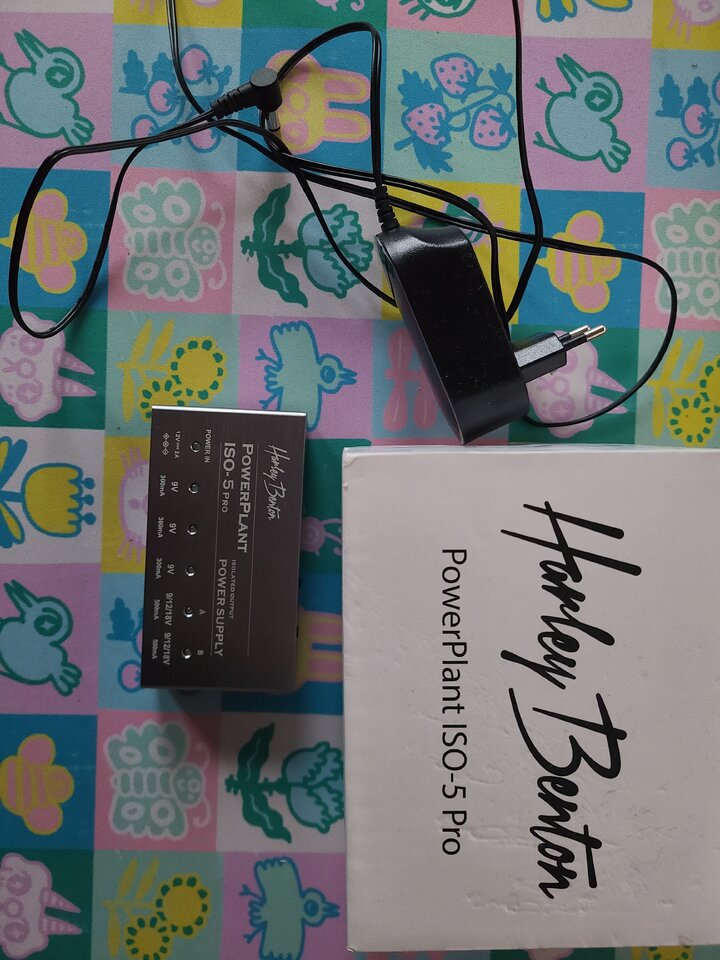 Harley Benton
POWERPLANT
ISO-5 PRO
ISOLATED OUTPUT
POWER SUPPLY
POWER IN
A
B
12V⎓2A
9V
9V
9V
9/12/18V
9/12/18V
300mA
300mA
300mA
500mA
500mA
Harley Benton
PowerPlant ISO-5 Pro